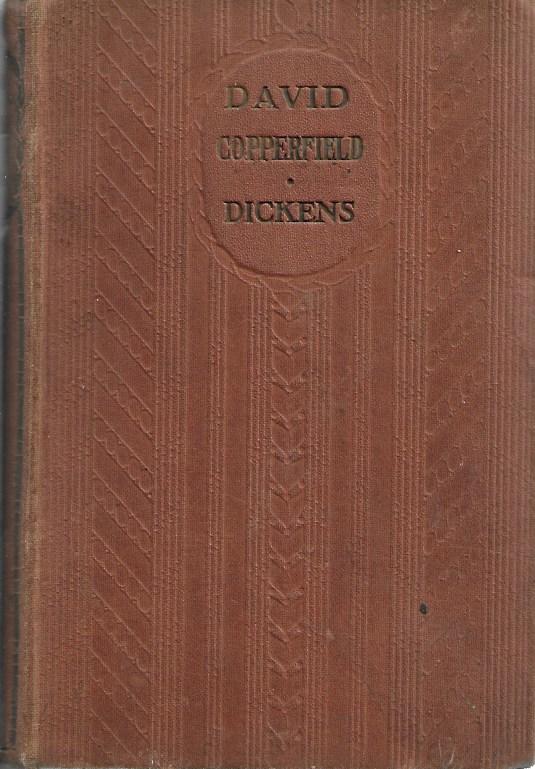 DAVID
COPPERFIELD
•
DICKENS